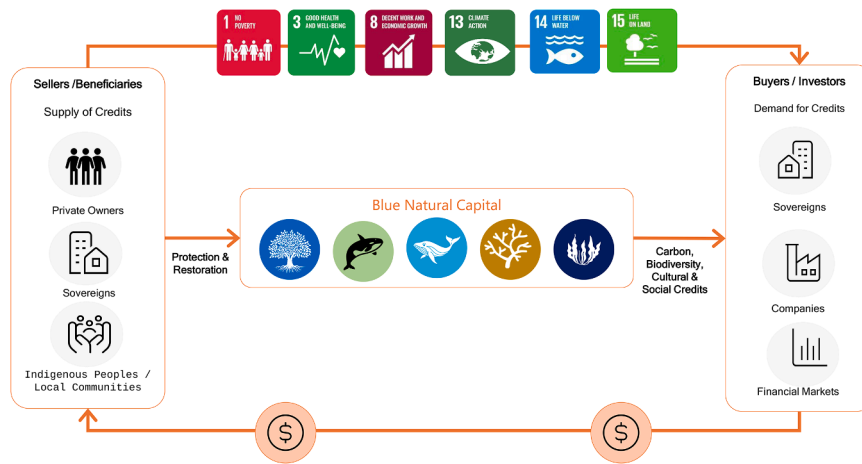 1 NO POVERTY
3 GOOD HEALTH AND WELL-BEING
8 DECENT WORK AND ECONOMIC GROWTH
13 CLIMATE ACTION
14 LIFE BELOW WATER
15 LIFE ON LAND
Sellers /Beneficiaries
Supply of Credits
Private Owners
Sovereigns
Indigenous Peoples /
Local Communities
Protection &
Restoration
Blue Natural Capital
Carbon,
Biodiversity,
Cultural &
Social Credits
Buyers / Investors
Demand for Credits
Sovereigns
Companies
Financial Markets
$
$